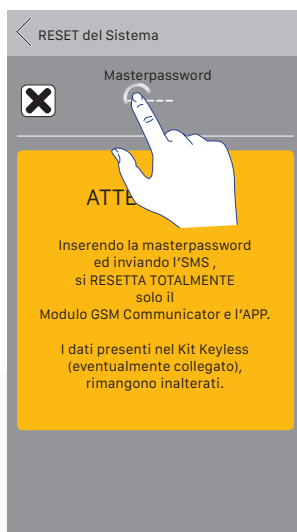 RESET del Sistema
Masterpassword
Inserendo la masterpassword
ed inviando l'SMS ,
si RESETTA TOTALMENTE
solo il
Modulo GSM Communicator e l'APP.
I dati presenti nel Kit Keyless
(eventualmente collegato),
rimangono inalterati.